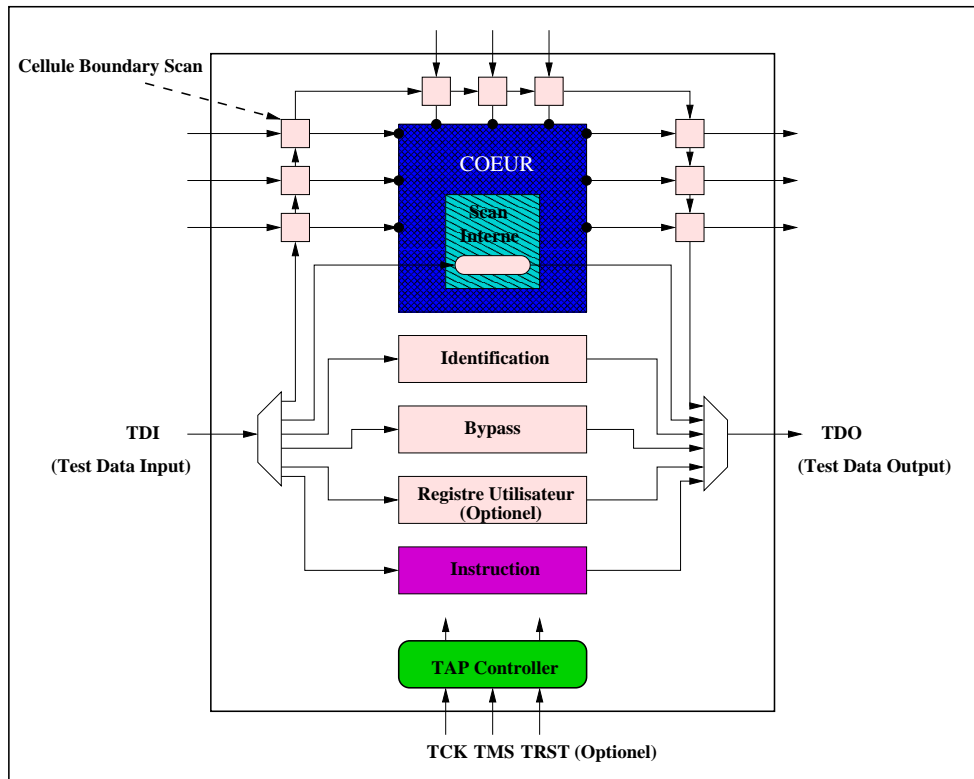 Cellule Boundary Scan
COEUR
Scan
Interne
Identification
TDI
(Test Data Input)
Bypass
TDO
(Test Data Output)
Registre Utilisateur
(Optionel)
Instruction
TAP Controller
TCK TMS TRST (Optionel)